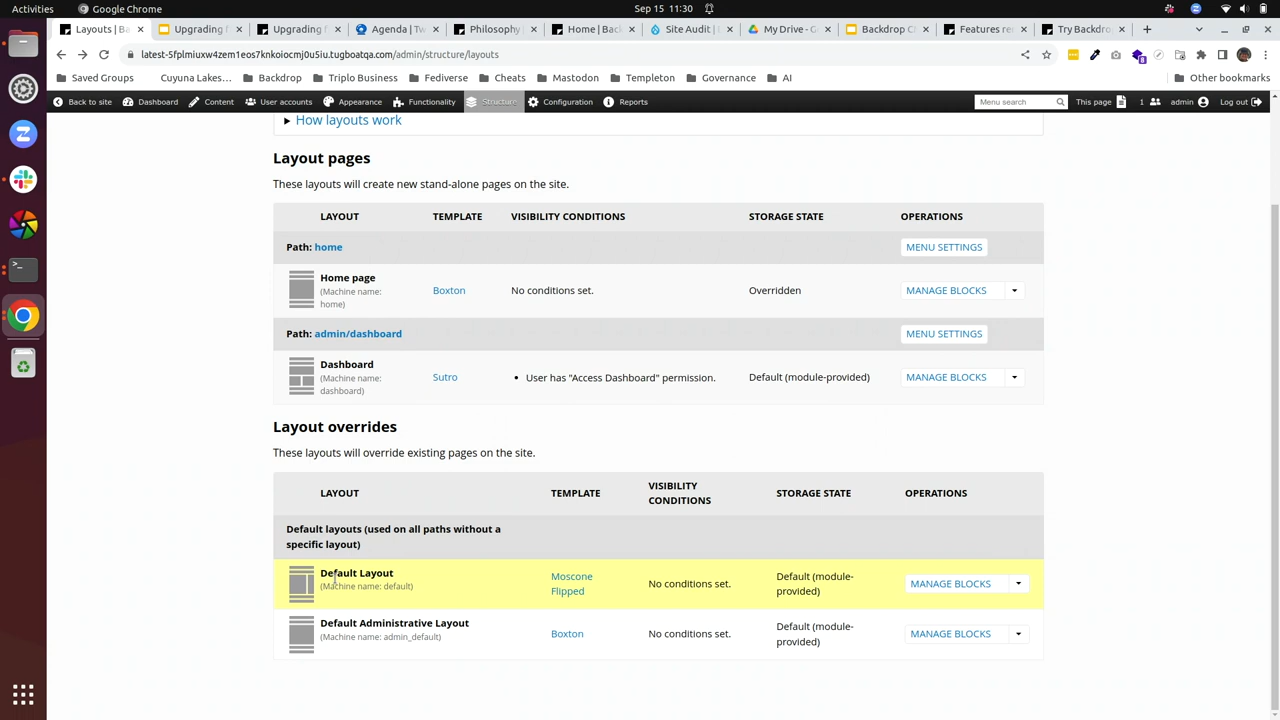 Activities
Google Chrome
Sep 15 11:30
Layouts | Ba
Upgrading f
Upgrading f
Agenda | Tw
Philosophy |
Home | Back
Site Audit |
My Drive - G
Backdrop Ch
Features re
Try Backdrop
latest-5fplmiuxw4zem1eos7knkoiocmj0u5iu.tugboatqa.com/admin/structure/layouts
Saved Groups
Cuyuna Lakes...
Backdrop
Triplo Business
Fediverse
Cheats
Mastodon
Templeton
Governance
AI
Other bookmarks
Back to site
Dashboard
Content
User accounts
Appearance
Functionality
Structure
Configuration
Reports
Menu search
This page
1
admin
Log out
How layouts work
Layout pages
These layouts will create new stand-alone pages on the site.
LAYOUT TEMPLATE VISIBILITY CONDITIONS STORAGE STATE OPERATIONS
Path: home MENU SETTINGS
Home page
(Machine name:
home)
Boxton
No conditions set.
Overridden
MANAGE BLOCKS
Path: admin/dashboard MENU SETTINGS
Dashboard
(Machine name:
dashboard)
Sutro
User has "Access Dashboard" permission.
Default (module-provided)
MANAGE BLOCKS
Layout overrides
These layouts will override existing pages on the site.
LAYOUT
TEMPLATE
VISIBILITY
CONDITIONS
STORAGE STATE
OPERATIONS
Default layouts (used on all paths without a
specific layout)
Default Layout
(Machine name: default)
Moscone
Flipped
No conditions set.
Default (module-
provided)
MANAGE BLOCKS
Default Administrative Layout
(Machine name: admin_default)
Boxton
No conditions set.
Default (module-
provided)
MANAGE BLOCKS